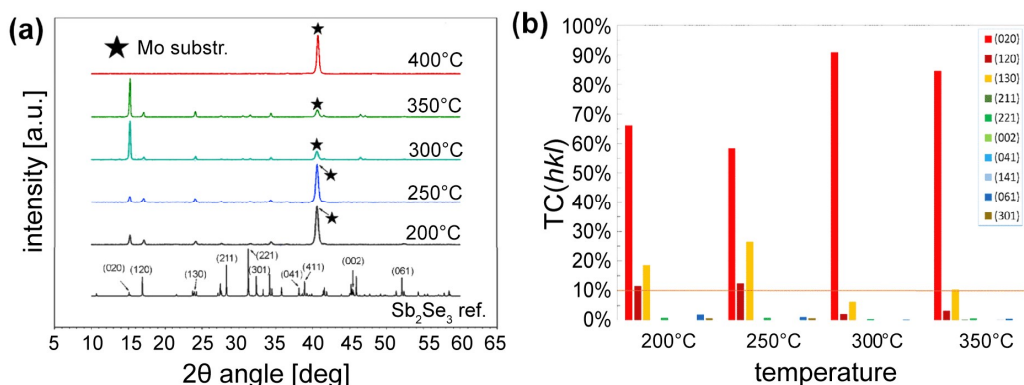 (a)
★ Mo substr.
400°C
350°C
300°C
250°C
200°C
(020)
(120)
(130)
(211)
(221)
(301)
(041)
(411)
(002)
(061)
Sb₂Se₃ ref.
intensity [a.u.]
5 10 15 20 25 30 35 40 45 50 55 60 65
2θ angle [deg]
(b)
100%
90%
80%
70%
60%
50%
40%
30%
20%
10%
0%
TC(hkl)
(020)
(120)
(130)
(211)
(221)
(002)
(041)
(141)
(061)
(301)
200°C 250°C 300°C 350°C
temperature